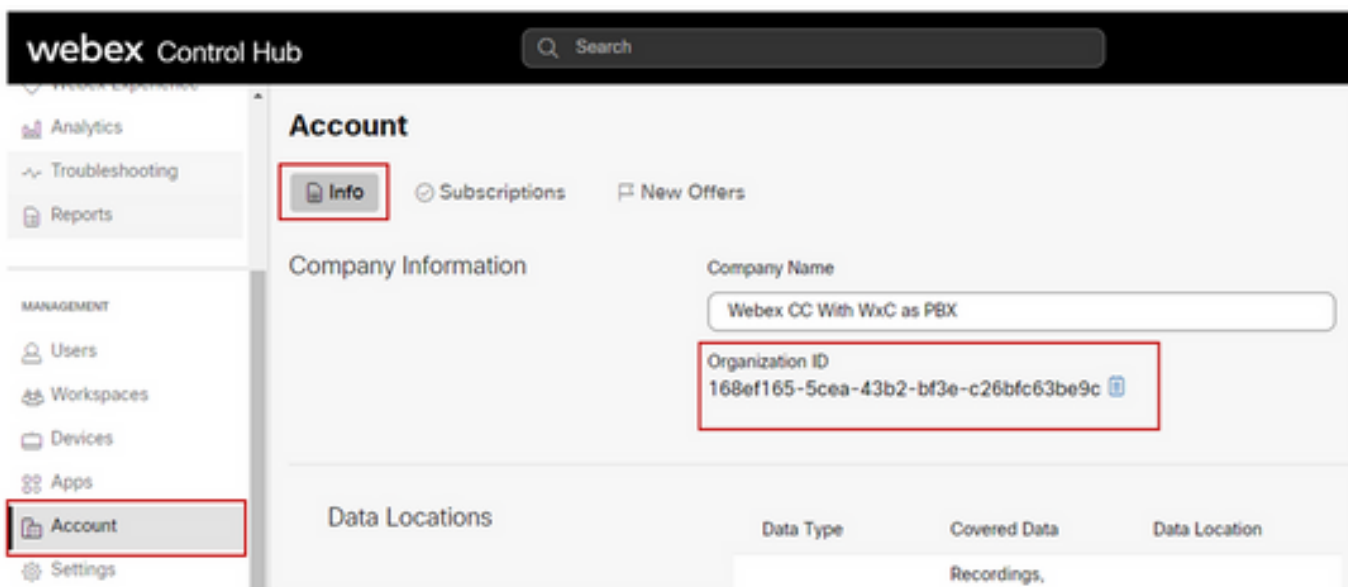 webex Control Hub
Search
Webex Experience
Analytics
Troubleshooting
Reports
MANAGEMENT
Users
Workspaces
Devices
Apps
Account
Settings
Account
Info
Subscriptions
New Offers
Company Information
Company Name
Webex CC With WxC as PBX
Organization ID
168ef165-5cea-43b2-bf3e-c26bfc63be9c
Data Locations
Data Type Covered Data Data Location
Recordings,